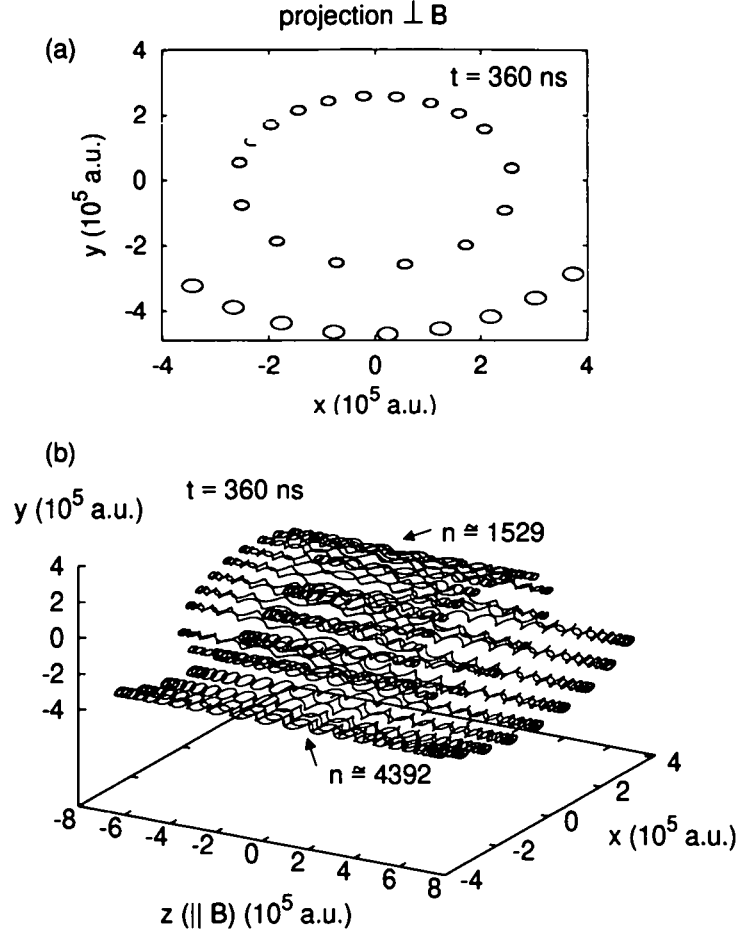 projection ⊥ B
(a)
t = 360 ns
4
2
0
-2
-4
y (10⁵ a.u.)
-4 -2 0 2 4
x (10⁵ a.u.)
(b)
t = 360 ns
y (10⁵ a.u.)
n ≅ 1529
4
2
0
-2
-4
n ≅ 4392
-8 -6 -4 -2 0 2 4 6 8
-4 -2 0 2 4
x (10⁵ a.u.)
z (|| B) (10⁵ a.u.)